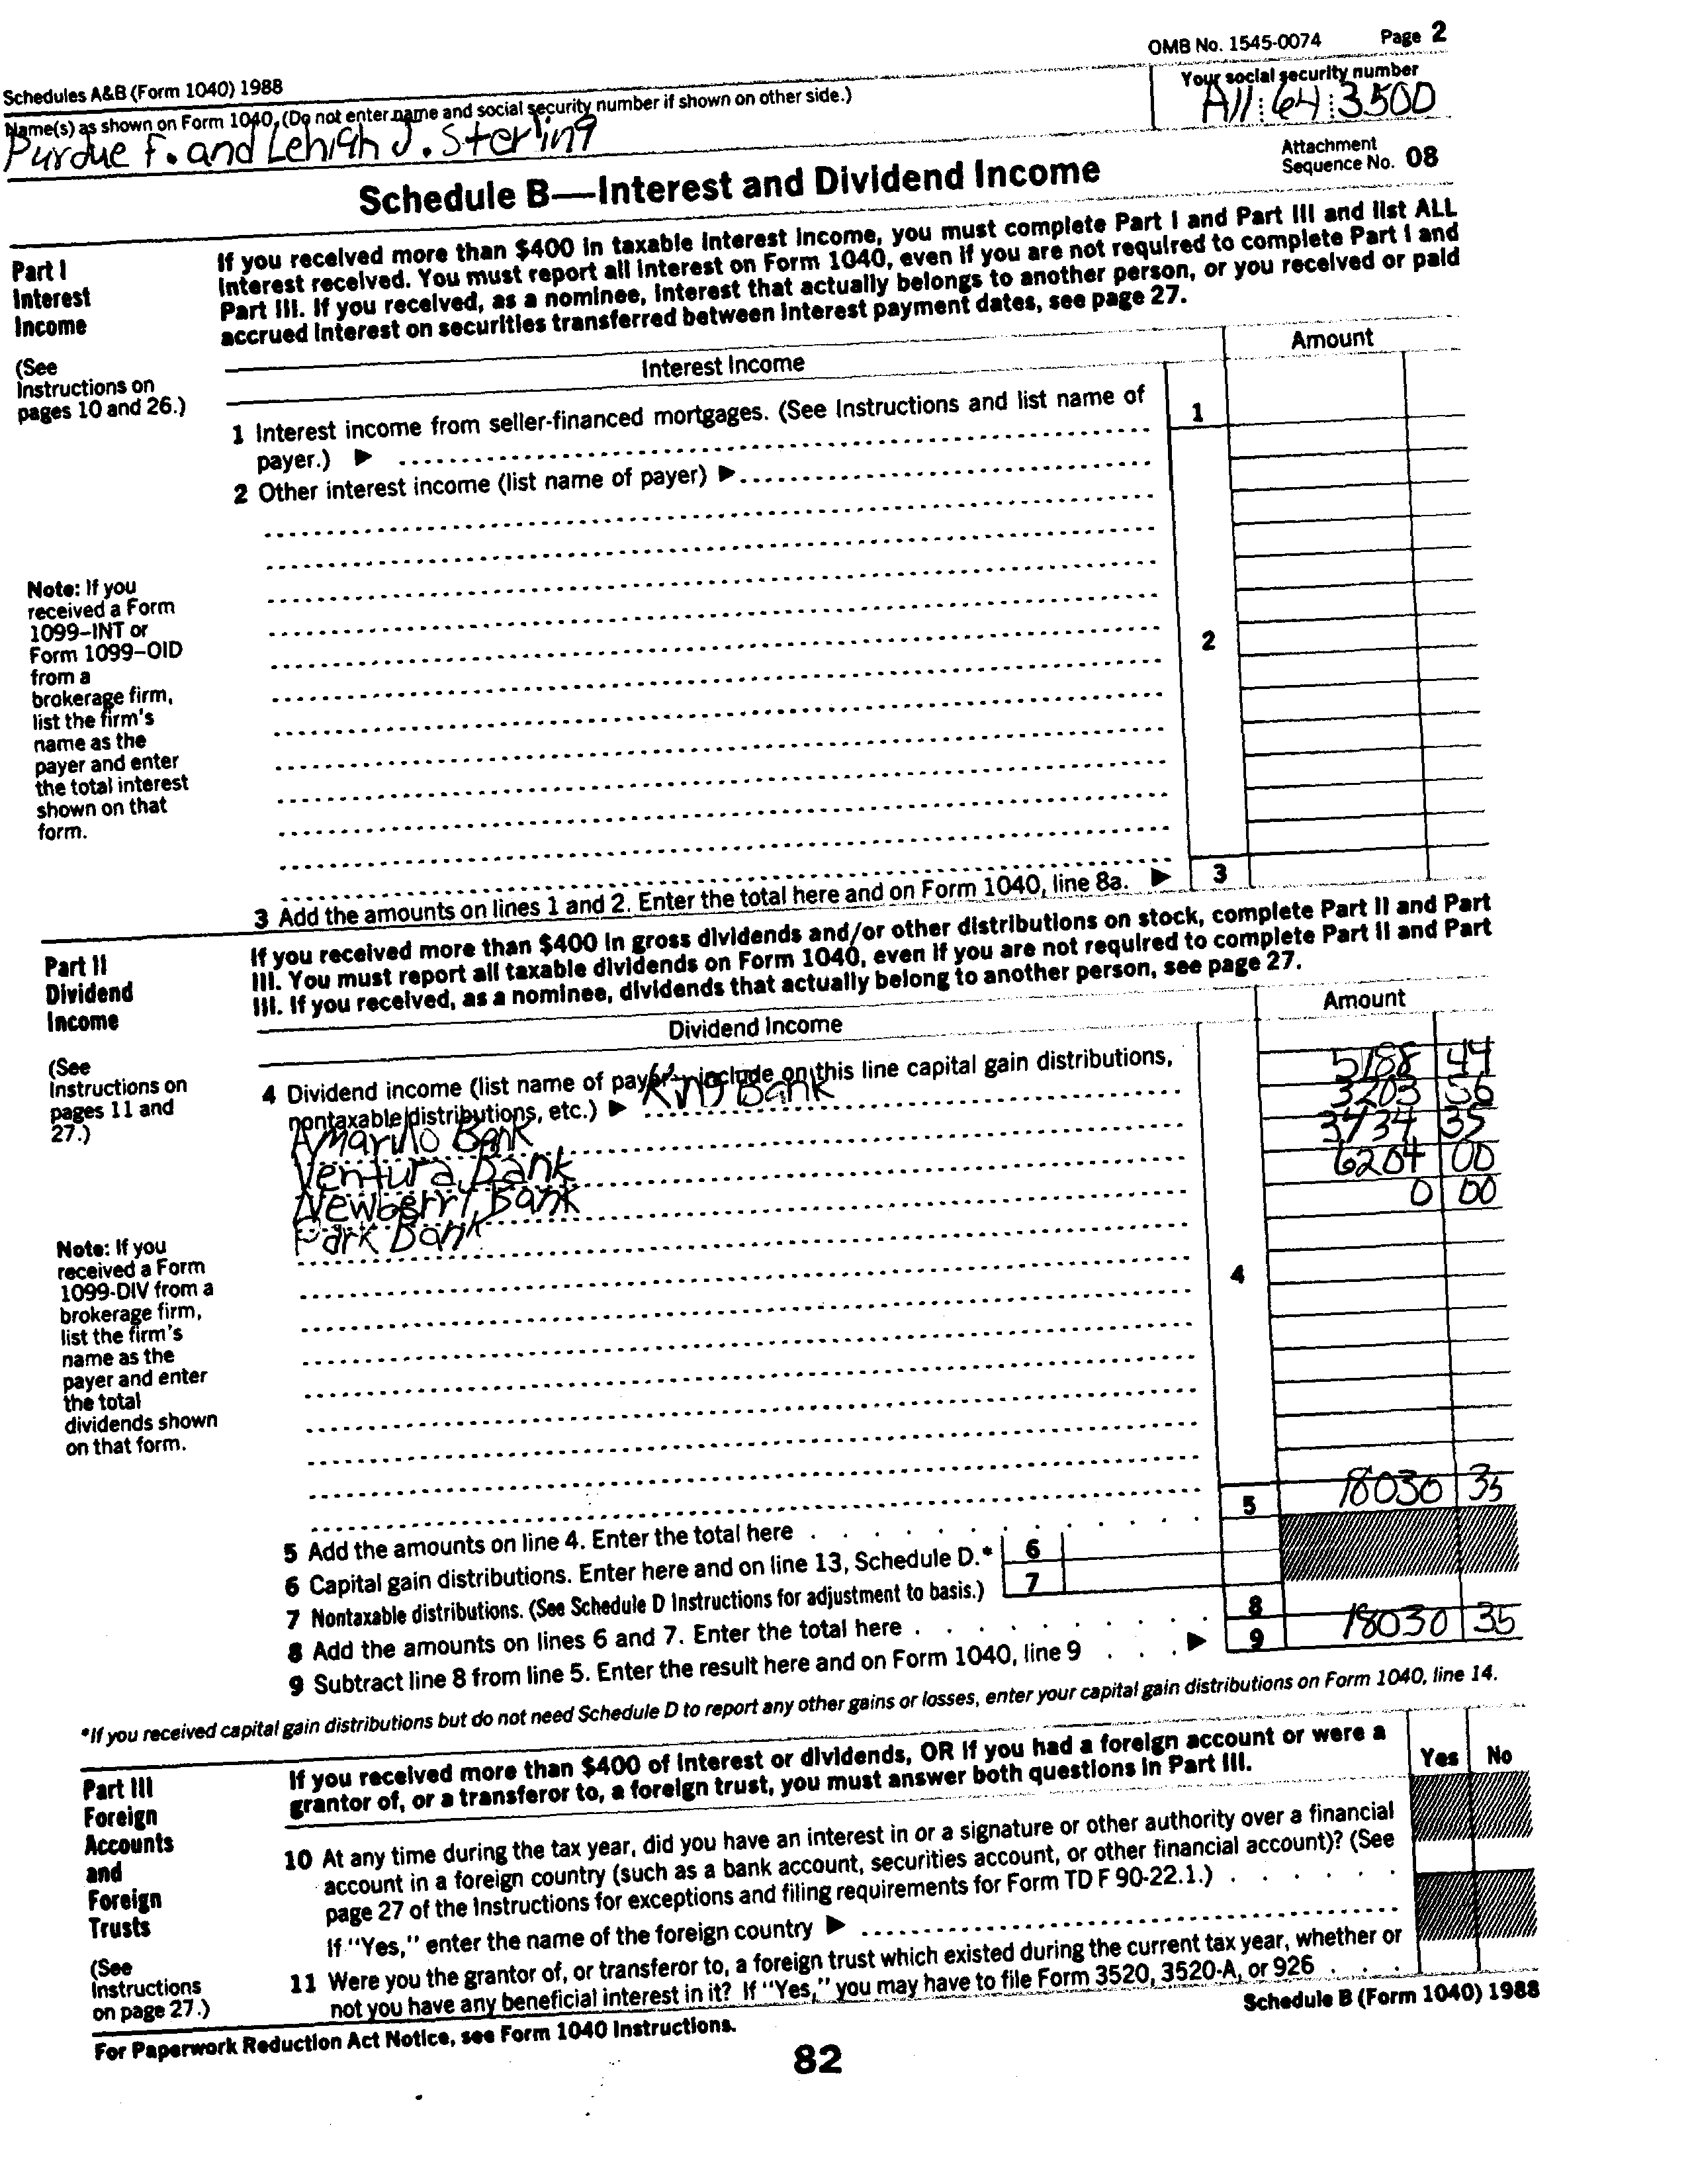 OMB No. 1545-0074 Page 2
Schedules A&B (Form 1040) 1988
Name(s) as shown on Form 1040. (Do not enter name and social security number if shown on other side.)
Your social security number
Purdue F. and Lehigh J. Sterling
A11 64 3500
Schedule B—Interest and Dividend Income
Attachment
Sequence No. 08
Part I
Interest
Income
(See
Instructions on
pages 10 and 26.)
If you received more than $400 in taxable interest income, you must complete Part I and Part III and list ALL
interest received. You must report all interest on Form 1040, even if you are not required to complete Part I and
Part III. If you received, as a nominee, interest that actually belongs to another person, or you received or paid
accrued interest on securities transferred between interest payment dates, see page 27.
Interest Income
Amount
1 Interest income from seller-financed mortgages. (See Instructions and list name of
payer.) ▶
1
2 Other interest income (list name of payer) ▶
Note: If you
received a Form
1099–INT or
Form 1099–OID
from a
brokerage firm,
list the firm's
name as the
payer and enter
the total interest
shown on that
form.
2
3 Add the amounts on lines 1 and 2. Enter the total here and on Form 1040, line 8a. ▶ 3
Part II
Dividend
Income
(See
Instructions on
pages 11 and
27.)
If you received more than $400 in gross dividends and/or other distributions on stock, complete Part II and Part
III. You must report all taxable dividends on Form 1040, even if you are not required to complete Part II and Part
III. If you received, as a nominee, dividends that actually belong to another person, see page 27.
Dividend Income
Amount
4 Dividend income (list name of payer—include on this line capital gain distributions,
nontaxable distributions, etc.) ▶
Bank 5188 44
Amarillo Bank 3203 56
Ventura Bank 3434 35
Newberry Bank 6204 00
Park Bank 0 00
Note: If you
received a Form
1099-DIV from a
brokerage firm,
list the firm's
name as the
payer and enter
the total
dividends shown
on that form.
4
5 Add the amounts on line 4. Enter the total here 5 18030 35
6 Capital gain distributions. Enter here and on line 13, Schedule D.* 6
7 Nontaxable distributions. (See Schedule D Instructions for adjustment to basis.) 7
8 Add the amounts on lines 6 and 7. Enter the total here 8
9 Subtract line 8 from line 5. Enter the result here and on Form 1040, line 9 ▶ 9 18030 35
*If you received capital gain distributions but do not need Schedule D to report any other gains or losses, enter your capital gain distributions on Form 1040, line 14.
Part III
Foreign
Accounts
and
Foreign
Trusts
(See
Instructions
on page 27.)
If you received more than $400 of interest or dividends, OR if you had a foreign account or were a
grantor of, or a transferor to, a foreign trust, you must answer both questions in Part III.
Yes No
10 At any time during the tax year, did you have an interest in or a signature or other authority over a financial
account in a foreign country (such as a bank account, securities account, or other financial account)? (See
page 27 of the Instructions for exceptions and filing requirements for Form TD F 90-22.1.)
If "Yes," enter the name of the foreign country ▶
11 Were you the grantor of, or transferor to, a foreign trust which existed during the current tax year, whether or
not you have any beneficial interest in it? If "Yes," you may have to file Form 3520, 3520-A, or 926
For Paperwork Reduction Act Notice, see Form 1040 Instructions.
Schedule B (Form 1040) 1988
82